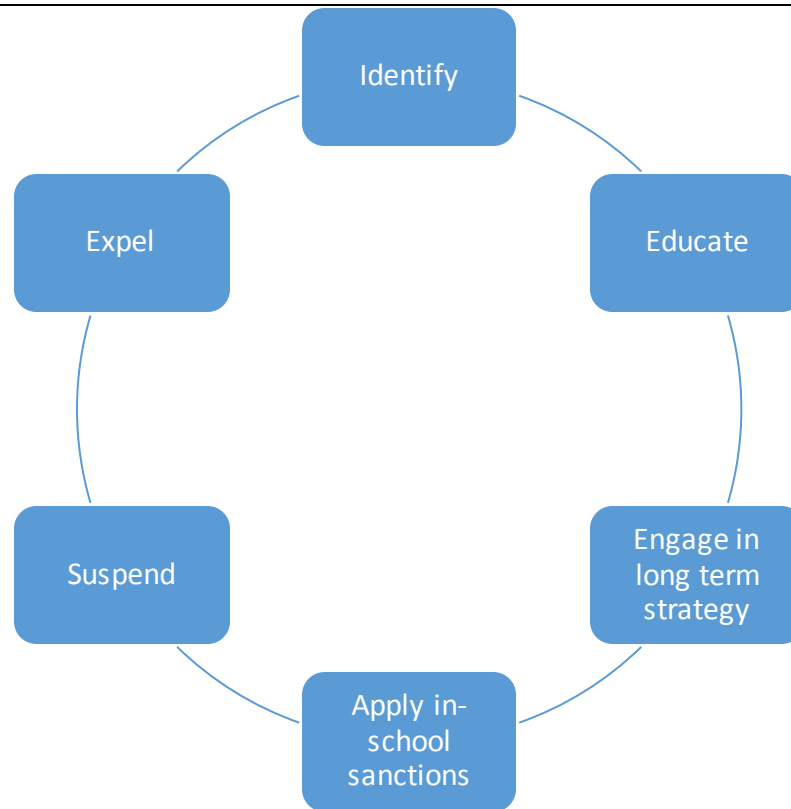 Identify
Educate
Engage in
long term
strategy
Apply in-
school
sanctions
Suspend
Expel